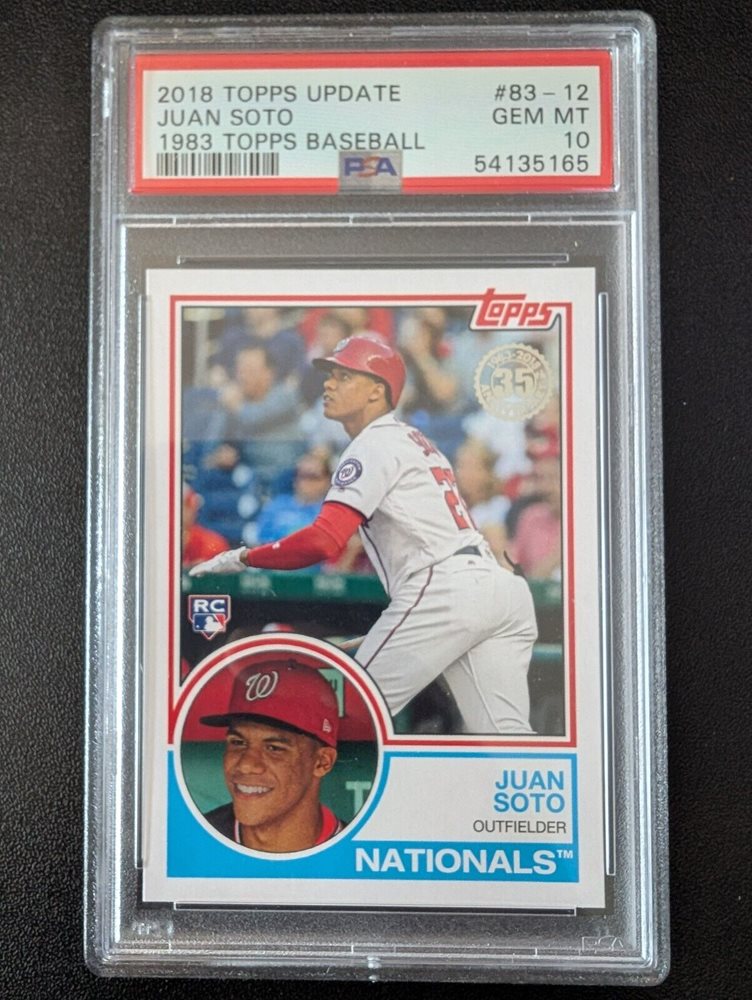 2018 TOPPS UPDATE #83-12
JUAN SOTO GEM MT
1983 TOPPS BASEBALL 10
PSA 54135165
topps
35
W
RC
W
JUAN
SOTO
OUTFIELDER
NATIONALS™
PSA